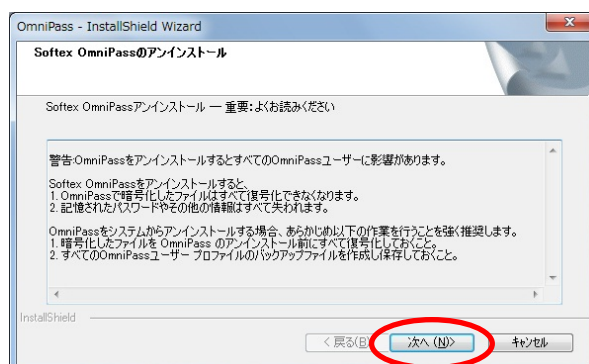 OmniPass - InstallShield Wizard
Softex OmniPassのアンインストール
Softex OmniPassアンインストール ― 重要:よくお読みください
警告:OmniPassをアンインストールするとすべてのOmniPassユーザーに影響があります。
Softex OmniPassをアンインストールすると、
1. OmniPassで暗号化したファイルはすべて復号化できなくなります。
2. 記憶されたパスワードやその他の情報はすべて失われます。
OmniPassをシステムからアンインストールする場合、あらかじめ以下の作業を行うことを強く推奨します。
1. 暗号化したファイルを OmniPass のアンインストール前にすべて復号化しておくこと。
2. すべてのOmniPassユーザー プロファイルのバックアップファイルを作成し保存しておくこと。
InstallShield
< 戻る(B) 次へ (N)> キャンセル